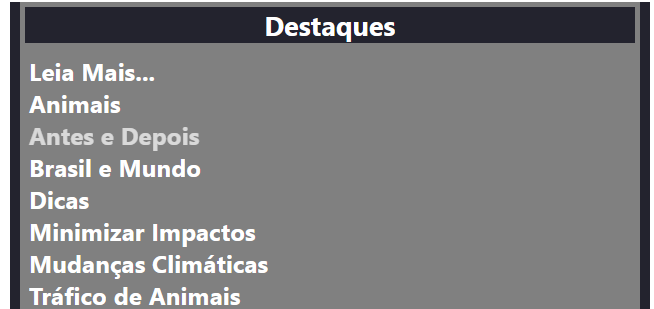 Destaques
Leia Mais...
Animais
Antes e Depois
Brasil e Mundo
Dicas
Minimizar Impactos
Mudanças Climáticas
Tráfico de Animais